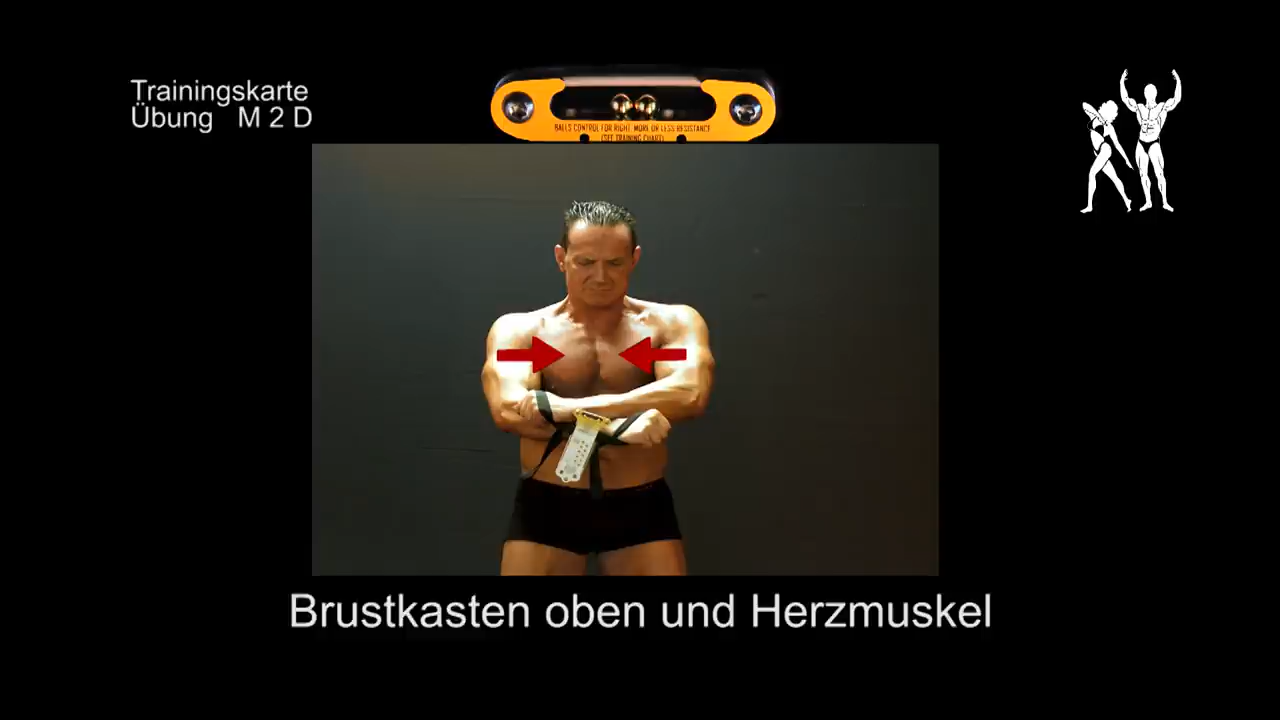 Trainingskarte
Übung M 2 D
BALLS CONTROL FOR RIGHT, MORE OR LESS RESISTANCE
(SEE TRAINING CHART)
Brustkasten oben und Herzmuskel